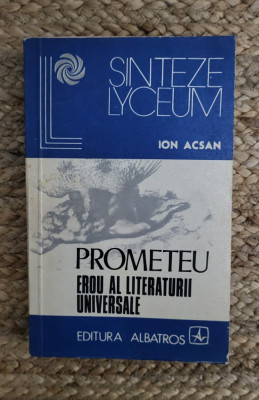 SINTEZE
LYCEUM
ION ACSAN
PROMETEU
EROU AL LITERATURII
UNIVERSALE
EDITURA ALBATROS